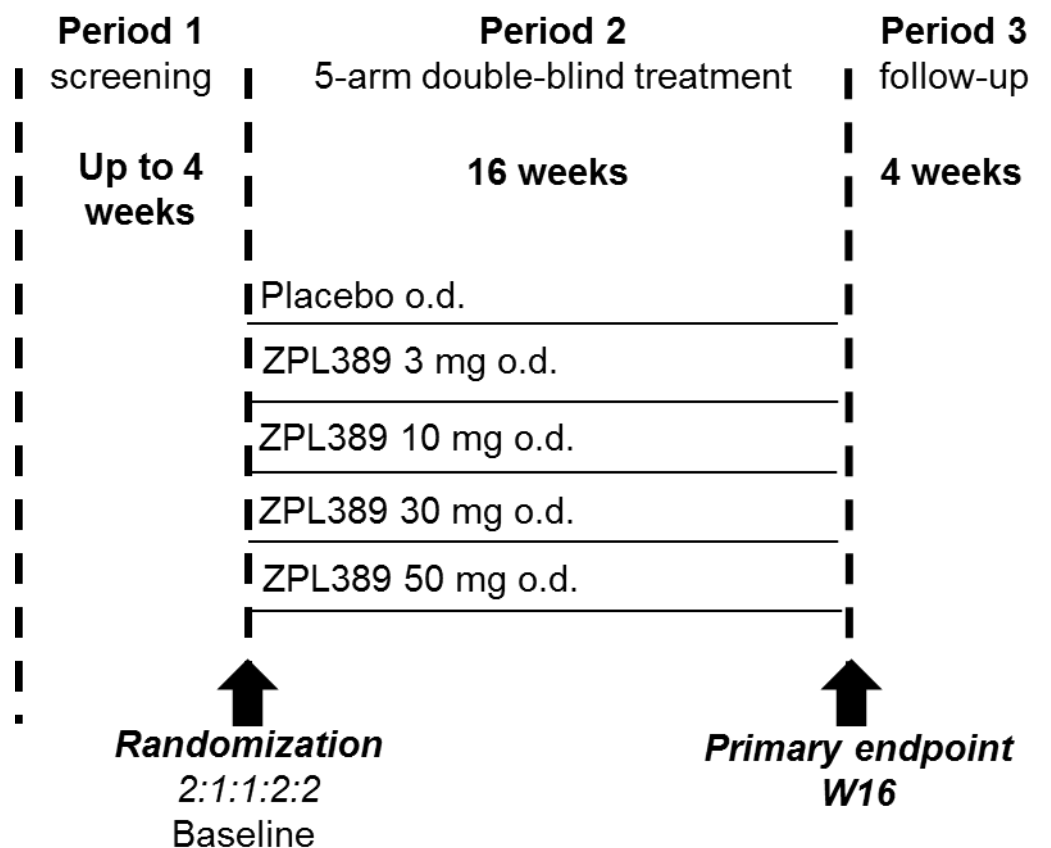 Period 1
screening
Period 2
5-arm double-blind treatment
Period 3
follow-up
Up to 4
weeks
16 weeks
4 weeks
Placebo o.d.
ZPL389 3 mg o.d.
ZPL389 10 mg o.d.
ZPL389 30 mg o.d.
ZPL389 50 mg o.d.
Randomization
2:1:1:2:2
Baseline
Primary endpoint
W16